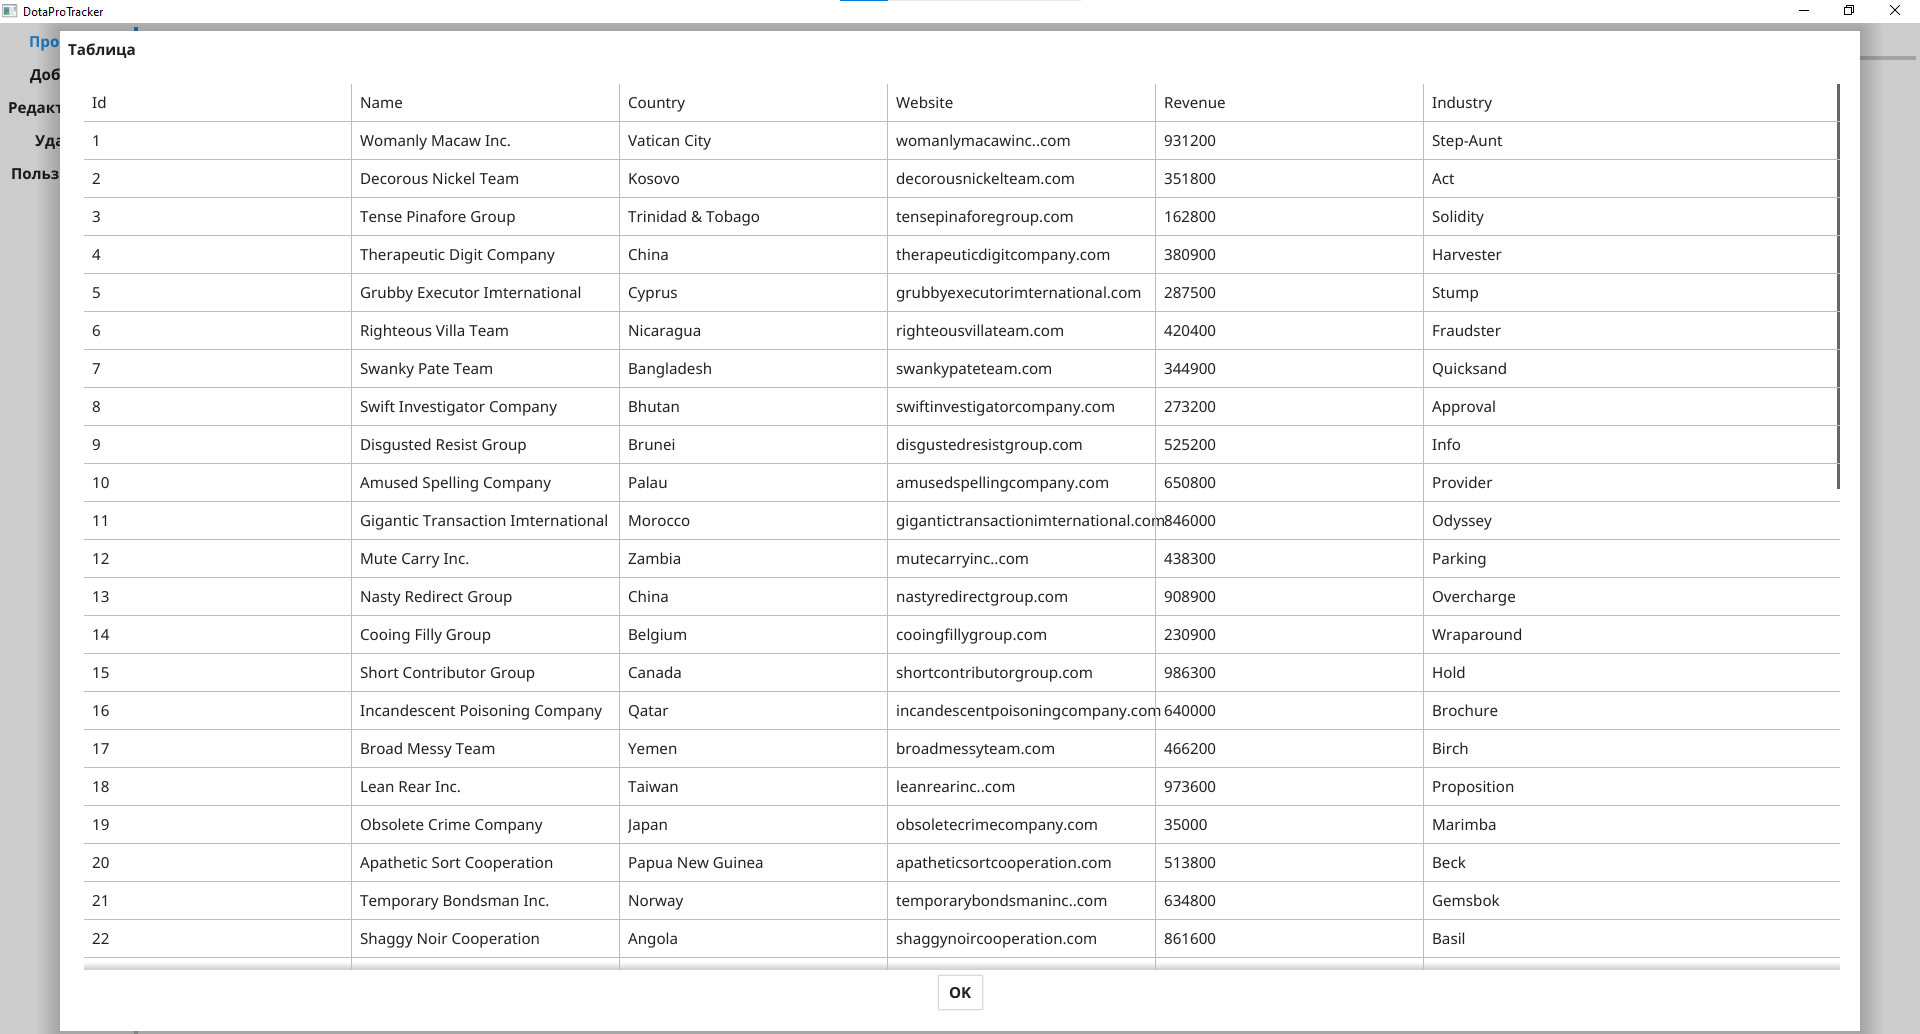 DotaProTracker
Про
Доб
Редакт
Уда
Польз
Таблица
Id Name Country Website Revenue Industry
1 Womanly Macaw Inc. Vatican City womanlymacawinc..com 931200 Step-Aunt
2 Decorous Nickel Team Kosovo decorousnickelteam.com 351800 Act
3 Tense Pinafore Group Trinidad & Tobago tensepinaforegroup.com 162800 Solidity
4 Therapeutic Digit Company China therapeuticdigitcompany.com 380900 Harvester
5 Grubby Executor Imternational Cyprus grubbyexecutorimternational.com 287500 Stump
6 Righteous Villa Team Nicaragua righteousvillateam.com 420400 Fraudster
7 Swanky Pate Team Bangladesh swankypateteam.com 344900 Quicksand
8 Swift Investigator Company Bhutan swiftinvestigatorcompany.com 273200 Approval
9 Disgusted Resist Group Brunei disgustedresistgroup.com 525200 Info
10 Amused Spelling Company Palau amusedspellingcompany.com 650800 Provider
11 Gigantic Transaction Imternational Morocco gigantictransactionimternational.com 846000 Odyssey
12 Mute Carry Inc. Zambia mutecarryinc..com 438300 Parking
13 Nasty Redirect Group China nastyredirectgroup.com 908900 Overcharge
14 Cooing Filly Group Belgium cooingfillygroup.com 230900 Wraparound
15 Short Contributor Group Canada shortcontributorgroup.com 986300 Hold
16 Incandescent Poisoning Company Qatar incandescentpoisoningcompany.com 640000 Brochure
17 Broad Messy Team Yemen broadmessyteam.com 466200 Birch
18 Lean Rear Inc. Taiwan leanrearinc..com 973600 Proposition
19 Obsolete Crime Company Japan obsoletecrimecompany.com 35000 Marimba
20 Apathetic Sort Cooperation Papua New Guinea apatheticsortcooperation.com 513800 Beck
21 Temporary Bondsman Inc. Norway temporarybondsmaninc..com 634800 Gemsbok
22 Shaggy Noir Cooperation Angola shaggynoircooperation.com 861600 Basil
OK